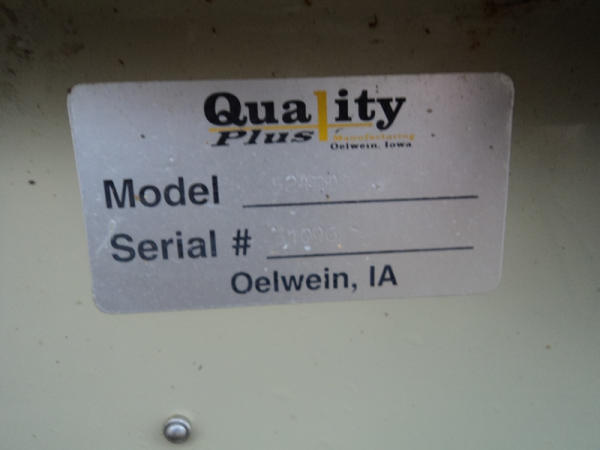 Quality
Plus Manufacturing
Oelwein, Iowa
Model
Serial #
Oelwein, IA